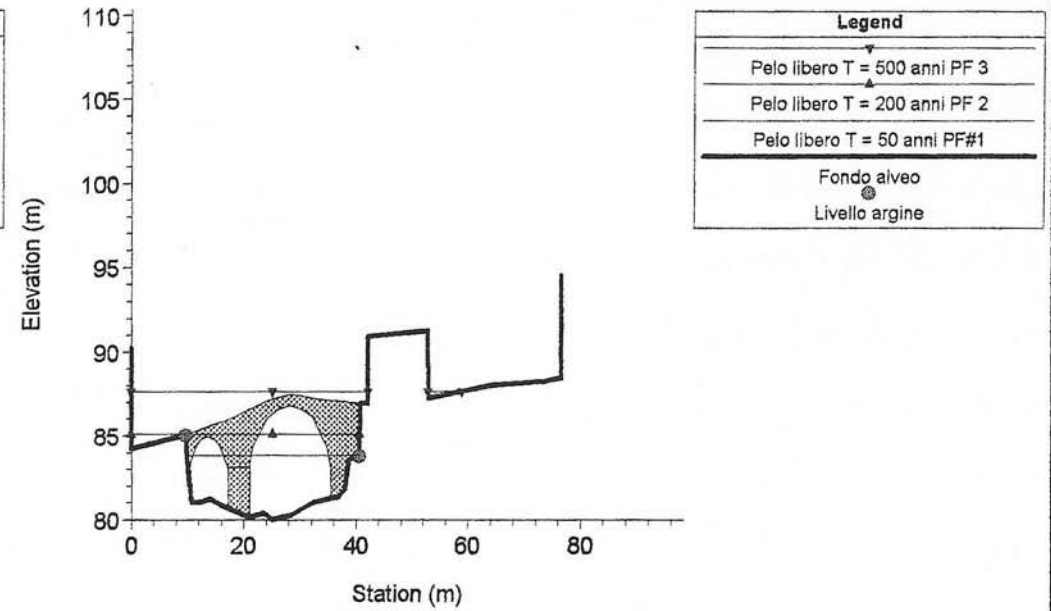 110
105
100
95
90
85
80
Elevation (m)
0
20
40
60
80
Station (m)
Legend
Pelo libero T = 500 anni PF 3
Pelo libero T = 200 anni PF 2
Pelo libero T = 50 anni PF#1
Fondo alveo
Livello argine